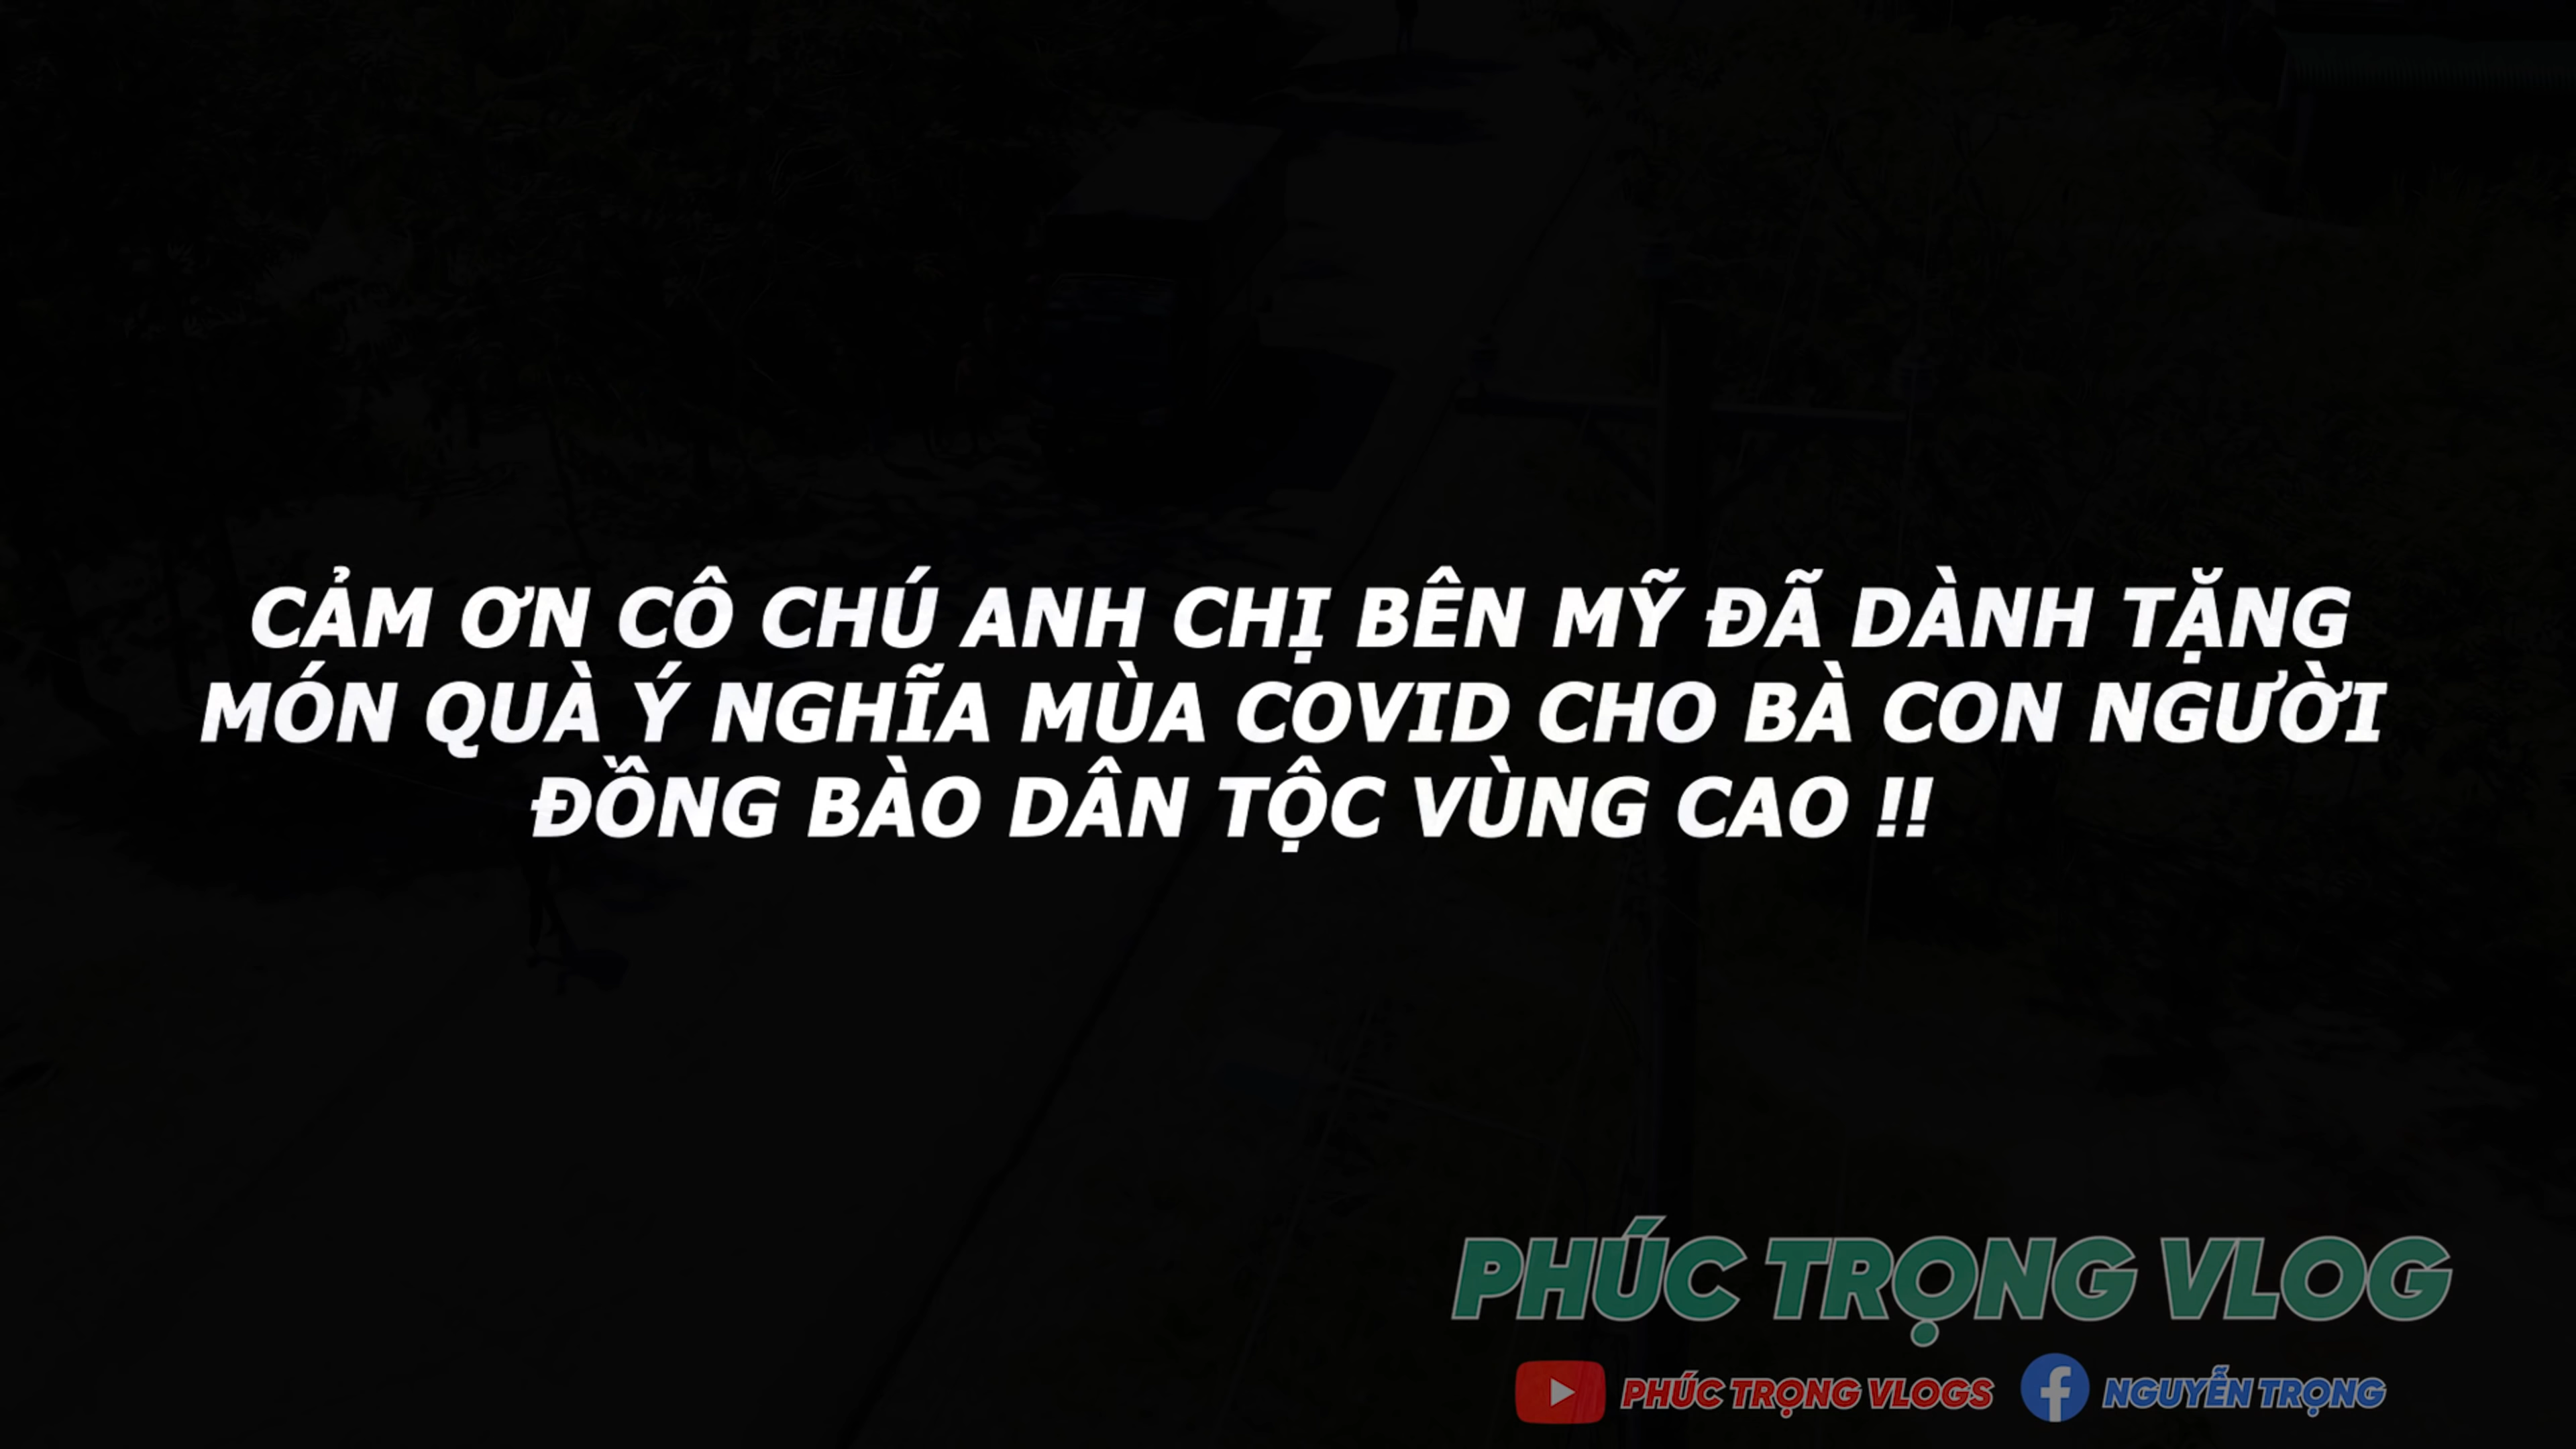 CẢM ƠN CÔ CHÚ ANH CHỊ BÊN MỸ ĐÃ DÀNH TẶNG
MÓN QUÀ Ý NGHĨA MÙA COVID CHO BÀ CON NGƯỜI
ĐỒNG BÀO DÂN TỘC VÙNG CAO !!
PHÚC TRỌNG VLOG
PHÚC TRỌNG VLOGS NGUYỄN TRỌNG